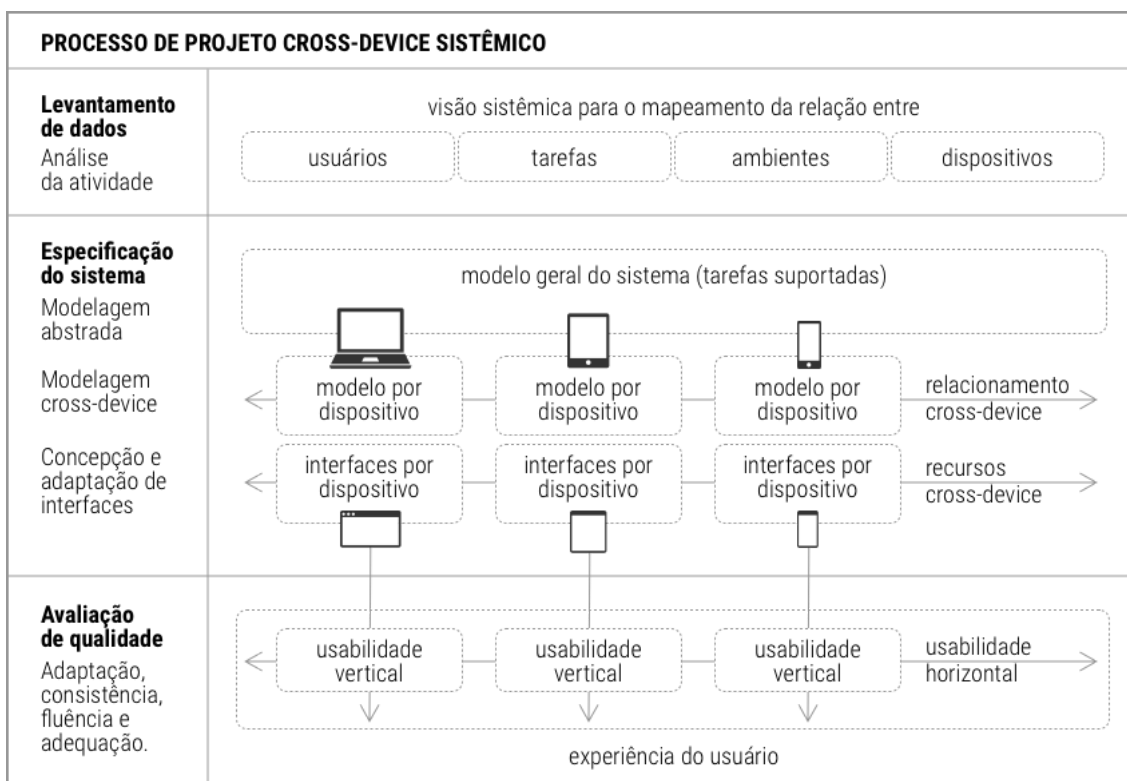 PROCESSO DE PROJETO CROSS-DEVICE SISTÊMICO
Levantamento
de dados
Análise
da atividade
visão sistêmica para o mapeamento da relação entre
usuários
tarefas
ambientes
dispositivos
Especificação
do sistema
Modelagem
abstrada
modelo geral do sistema (tarefas suportadas)
Modelagem
cross-device
modelo por
dispositivo
modelo por
dispositivo
modelo por
dispositivo
relacionamento
cross-device
Concepção e
adaptação de
interfaces
interfaces por
dispositivo
interfaces por
dispositivo
interfaces por
dispositivo
recursos
cross-device
Avaliação
de qualidade
Adaptação,
consistência,
fluência e
adequação.
usabilidade
vertical
usabilidade
vertical
usabilidade
vertical
usabilidade
horizontal
experiência do usuário